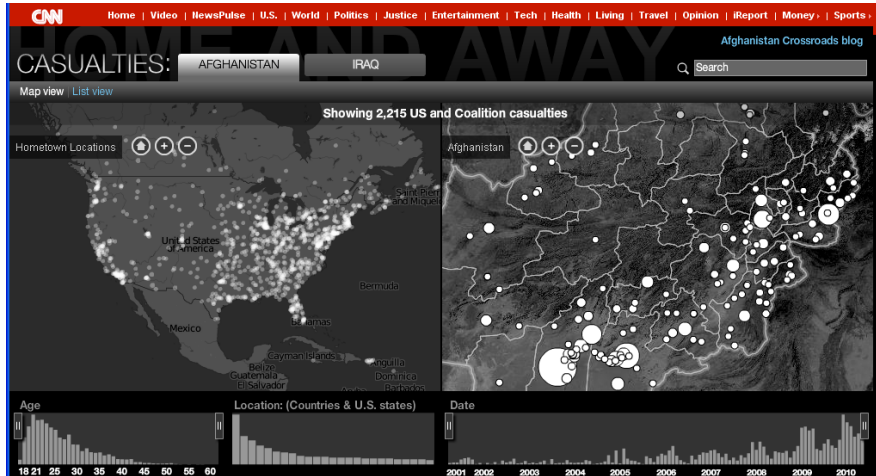 CNN
Home | Video | NewsPulse | U.S. | World | Politics | Justice | Entertainment | Tech | Health | Living | Travel | Opinion | iReport | Money › | Sports ›
HOME AND AWAY
Afghanistan Crossroads blog
CASUALTIES: AFGHANISTAN IRAQ
Search
Map view | List view
Showing 2,215 US and Coalition casualties
Hometown Locations
Afghanistan
Saint Pierr
and Miquelo
United States
of America
Bermuda
Bahamas
Mexico
Cayman Islands
Anguilla
Belize
Dominica
Guatemala
El Salvador
Barbados
Age
18 21 25 30 35 40 45 50 55 60
Location: (Countries & U.S. states)
Date
2001 2002 2003 2004 2005 2006 2007 2008 2009 2010